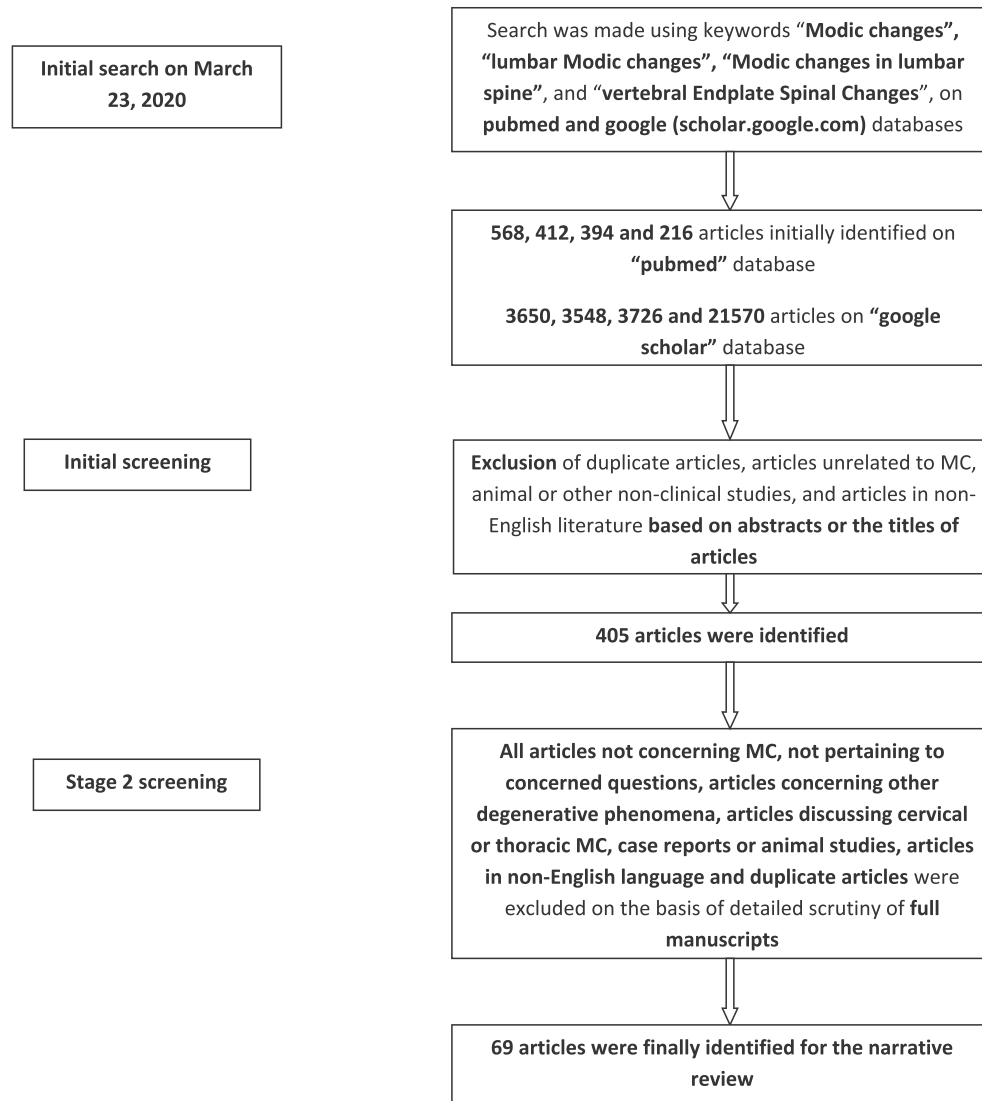 Initial search on March
23, 2020
Search was made using keywords “Modic changes”,
“lumbar Modic changes”, “Modic changes in lumbar
spine”, and “vertebral Endplate Spinal Changes”, on
pubmed and google (scholar.google.com) databases
568, 412, 394 and 216 articles initially identified on
“pubmed” database
3650, 3548, 3726 and 21570 articles on “google
scholar” database
Initial screening
Exclusion of duplicate articles, articles unrelated to MC,
animal or other non-clinical studies, and articles in non-
English literature based on abstracts or the titles of
articles
405 articles were identified
Stage 2 screening
All articles not concerning MC, not pertaining to
concerned questions, articles concerning other
degenerative phenomena, articles discussing cervical
or thoracic MC, case reports or animal studies, articles
in non-English language and duplicate articles were
excluded on the basis of detailed scrutiny of full
manuscripts
69 articles were finally identified for the narrative
review